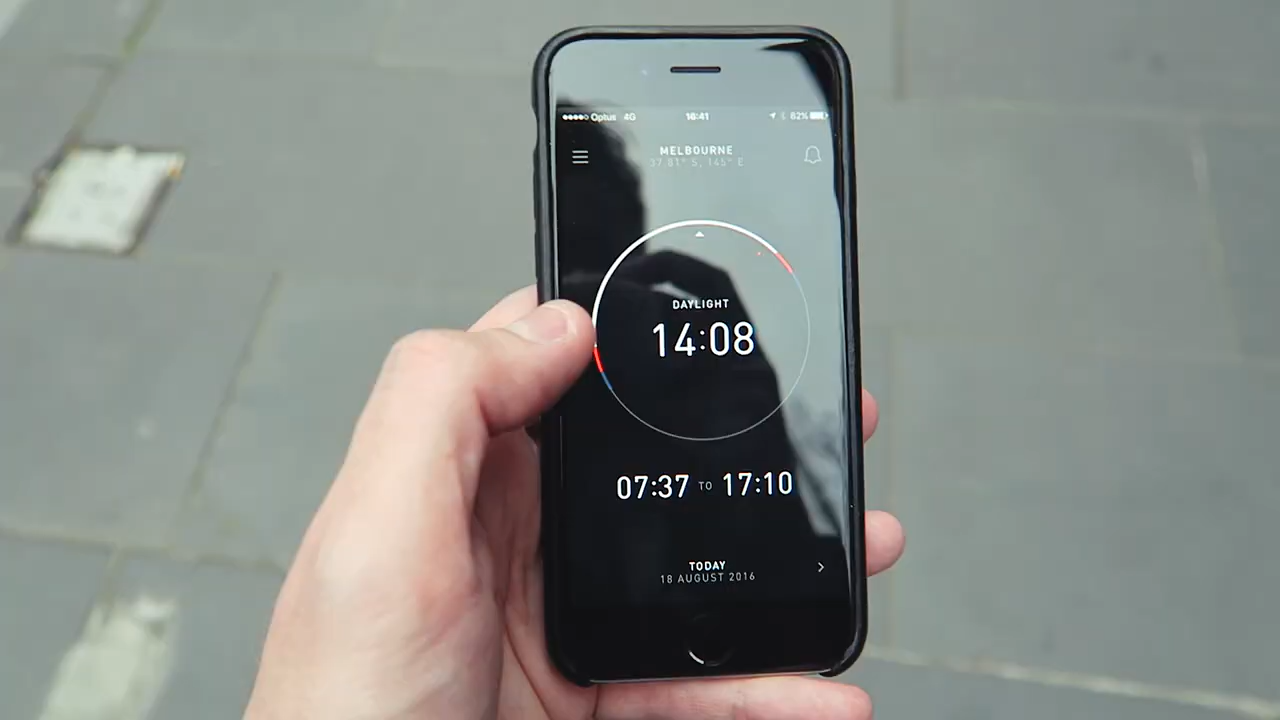 Optus 4G 16:41 62%
MELBOURNE
37.81° S, 145° E
DAYLIGHT
14:08
07:37 TO 17:10
TODAY
18 AUGUST 2016